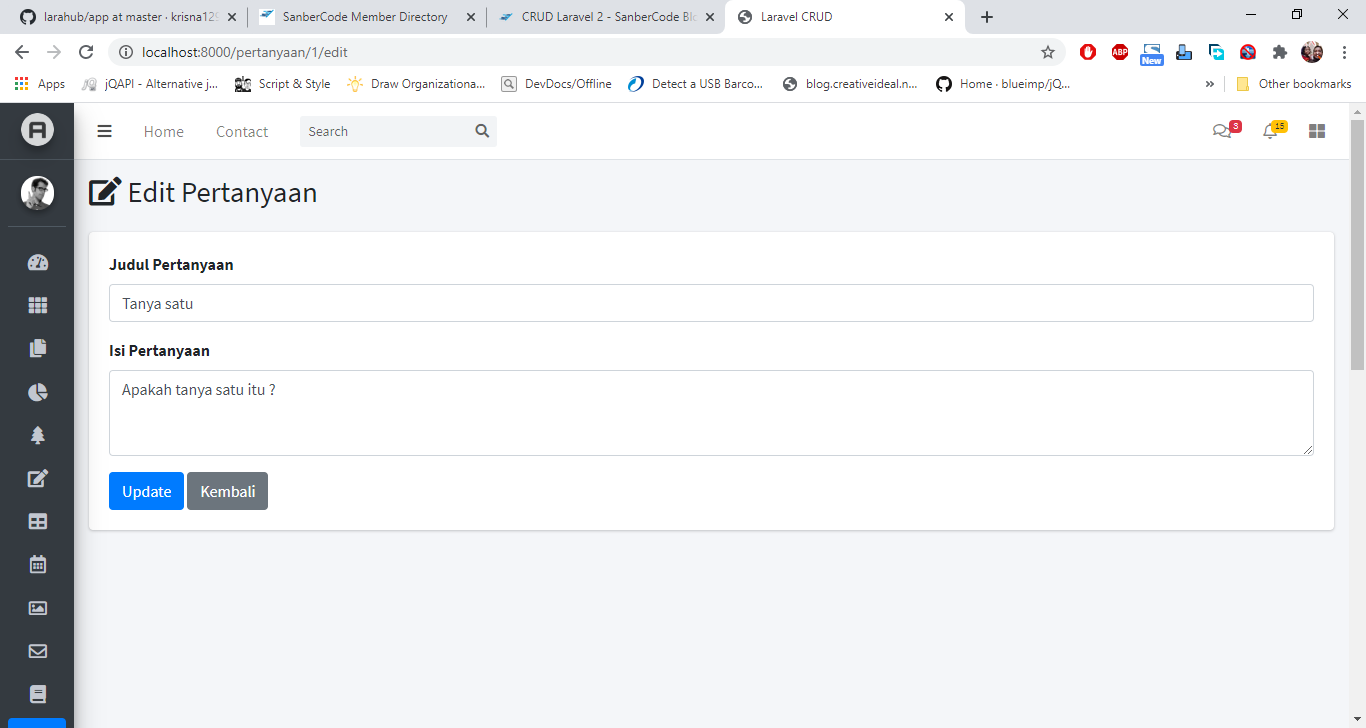 larahub/app at master · krisna129
SanberCode Member Directory
CRUD Laravel 2 - SanberCode Blo
Laravel CRUD
localhost:8000/pertanyaan/1/edit
ABP
New
Apps
jQAPI - Alternative j...
Script & Style
Draw Organizationa...
DevDocs/Offline
Detect a USB Barco...
blog.creativeideal.n...
Home · blueimp/jQ...
»
Other bookmarks
Home
Contact
Search
3
15
Edit Pertanyaan
Judul Pertanyaan
Tanya satu
Isi Pertanyaan
Apakah tanya satu itu ?
Update
Kembali